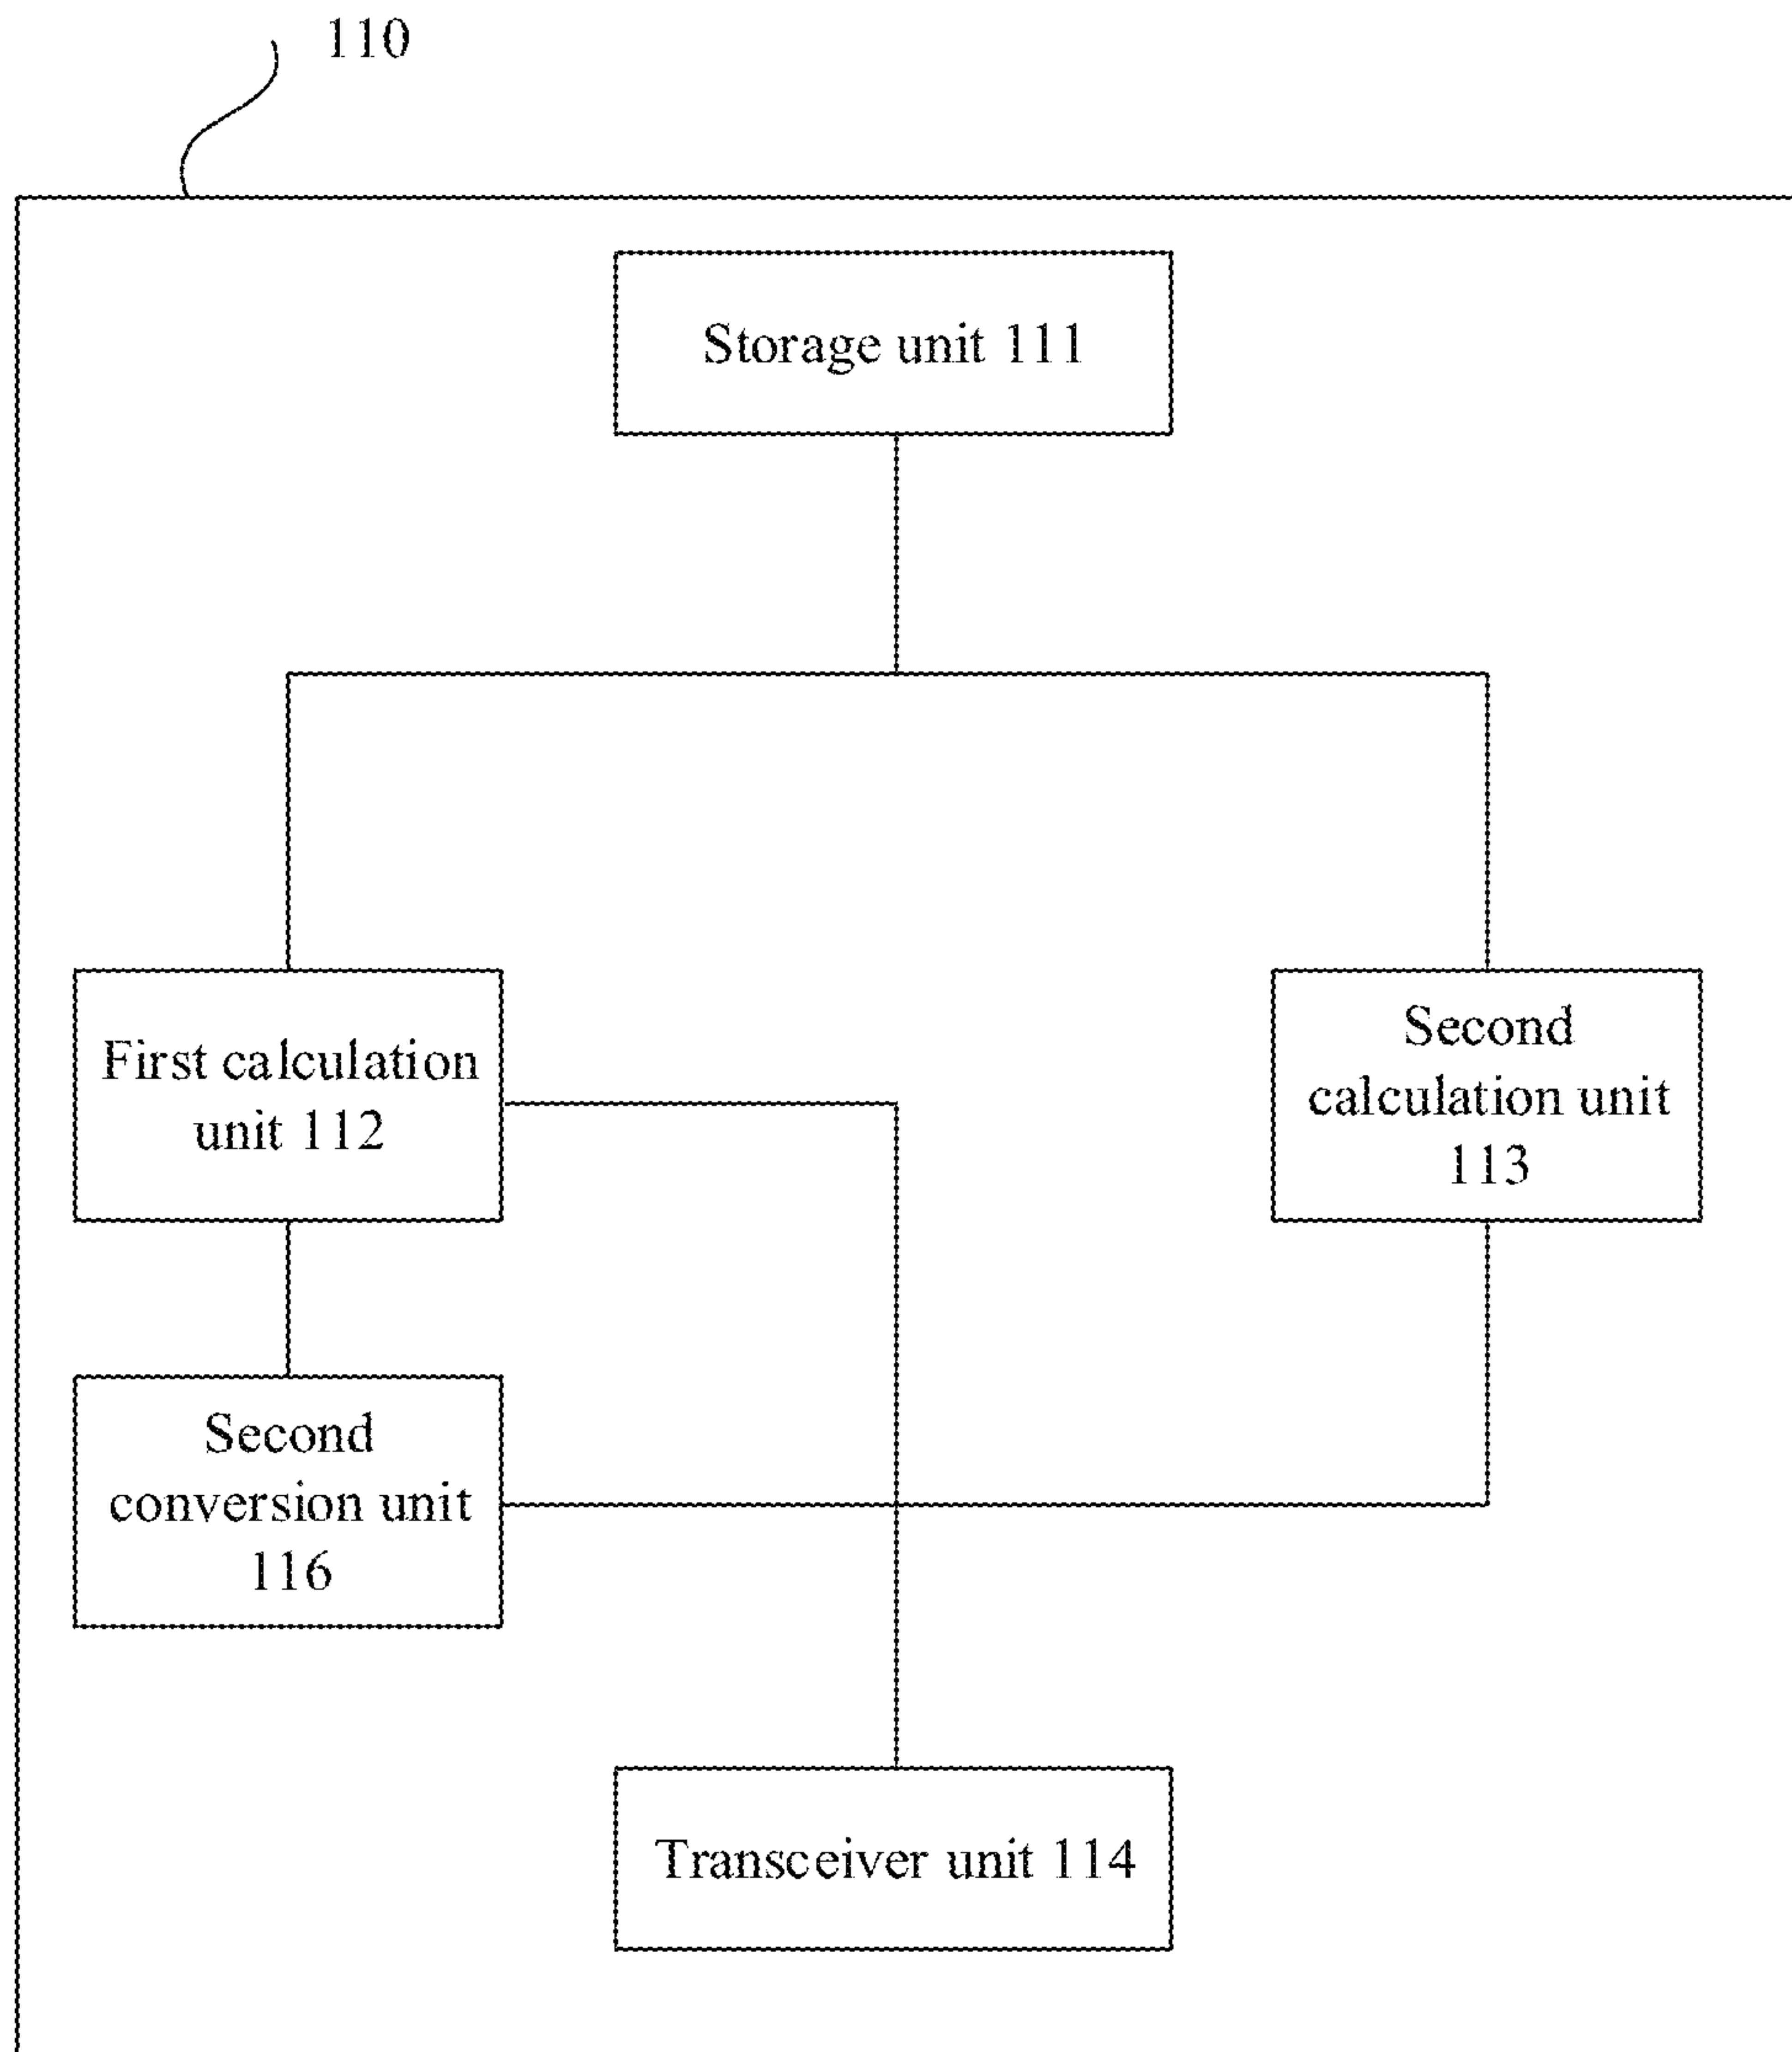 110
Storage unit 111
First calculation
unit 112
Second
calculation unit
113
Second
conversion unit
116
Transceiver unit 114